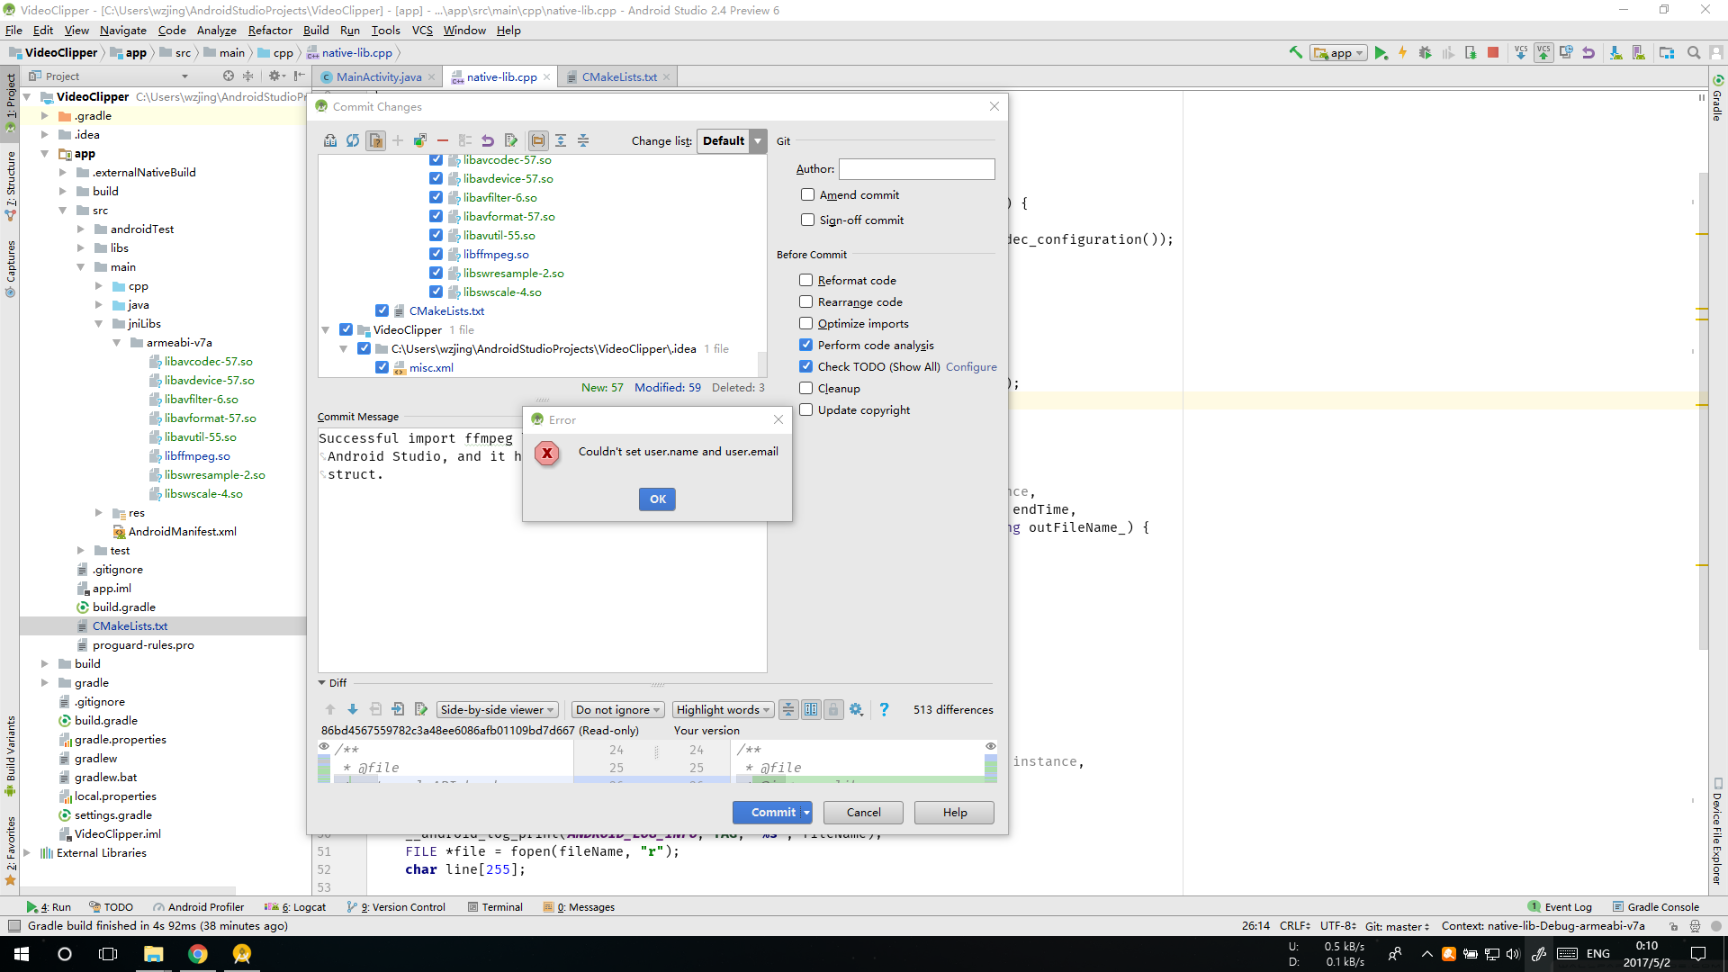 VideoClipper - [C:\Users\wzjing\AndroidStudioProjects\VideoClipper] - [app] - ...\app\src\main\cpp\native-lib.cpp - Android Studio 2.4 Preview 6
File Edit View Navigate Code Analyze Refactor Build Run Tools VCS Window Help
VideoClipper app src main cpp native-lib.cpp app
Project MainActivity.java native-lib.cpp CMakeLists.txt
1: Project
7: Structure
Captures
Build Variants
2: Favorites
Gradle
Device File Explorer
VideoClipper C:\Users\wzjing\AndroidStudioPr
.gradle
.idea
app
.externalNativeBuild
build
src
androidTest
libs
main
cpp
java
jniLibs
armeabi-v7a
libavcodec-57.so
libavdevice-57.so
libavfilter-6.so
libavformat-57.so
libavutil-55.so
libffmpeg.so
libswresample-2.so
libswscale-4.so
res
AndroidManifest.xml
test
.gitignore
app.iml
build.gradle
CMakeLists.txt
proguard-rules.pro
build
gradle
.gitignore
build.gradle
gradle.properties
gradlew
gradlew.bat
local.properties
settings.gradle
VideoClipper.iml
External Libraries
Commit Changes
Change list: Default
libavcodec-57.so
libavdevice-57.so
libavfilter-6.so
libavformat-57.so
libavutil-55.so
libffmpeg.so
libswresample-2.so
libswscale-4.so
CMakeLists.txt
VideoClipper 1 file
C:\Users\wzjing\AndroidStudioProjects\VideoClipper\.idea 1 file
misc.xml
New: 57 Modified: 59 Deleted: 3
Git
Author:
Amend commit
Sign-off commit
Before Commit
Reformat code
Rearrange code
Optimize imports
Perform code analysis
Check TODO (Show All) Configure
Cleanup
Update copyright
Commit Message
Successful import ffmpeg
Android Studio, and it h
struct.
Error
Couldn't set user.name and user.email
OK
Diff
Side-by-side viewer Do not ignore Highlight words 513 differences
86bd4567559782c3a48ee6086afb01109bd7d667 (Read-only) Your version
/** 24 24 /**
* @file 25 25 * @file
Commit Cancel Help
) {
dec_configuration());
);
nce,
endTime,
ng outFileName_) {
instance,
__android_log_print(ANDROID_LOG_INFO, TAG, "%s", fileName);
51 FILE *file = fopen(fileName, "r");
52 char line[255];
53
4: Run TODO Android Profiler 6: Logcat 9: Version Control Terminal 0: Messages 1 Event Log Gradle Console
Gradle build finished in 4s 92ms (38 minutes ago) 26:14 CRLF UTF-8 Git: master Context: native-lib-Debug-armeabi-v7a
U: 0.5 kB/s
D: 0.1 kB/s
ENG
0:10
2017/5/2